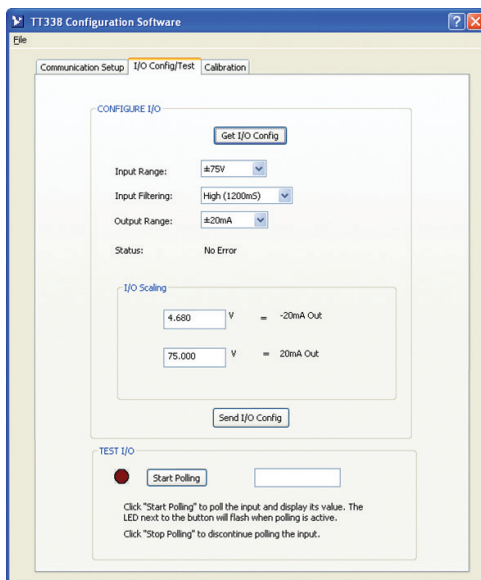 TT338 Configuration Software
File
Communication Setup I/O Config/Test Calibration
CONFIGURE I/O
Get I/O Config
Input Range: ±75V
Input Filtering: High (1200mS)
Output Range: ±20mA
Status: No Error
I/O Scaling
4.680 V = -20mA Out
75.000 V = 20mA Out
Send I/O Config
TEST I/O
Start Polling
Click "Start Polling" to poll the input and display its value. The
LED next to the button will flash when polling is active.
Click "Stop Polling" to discontinue polling the input.